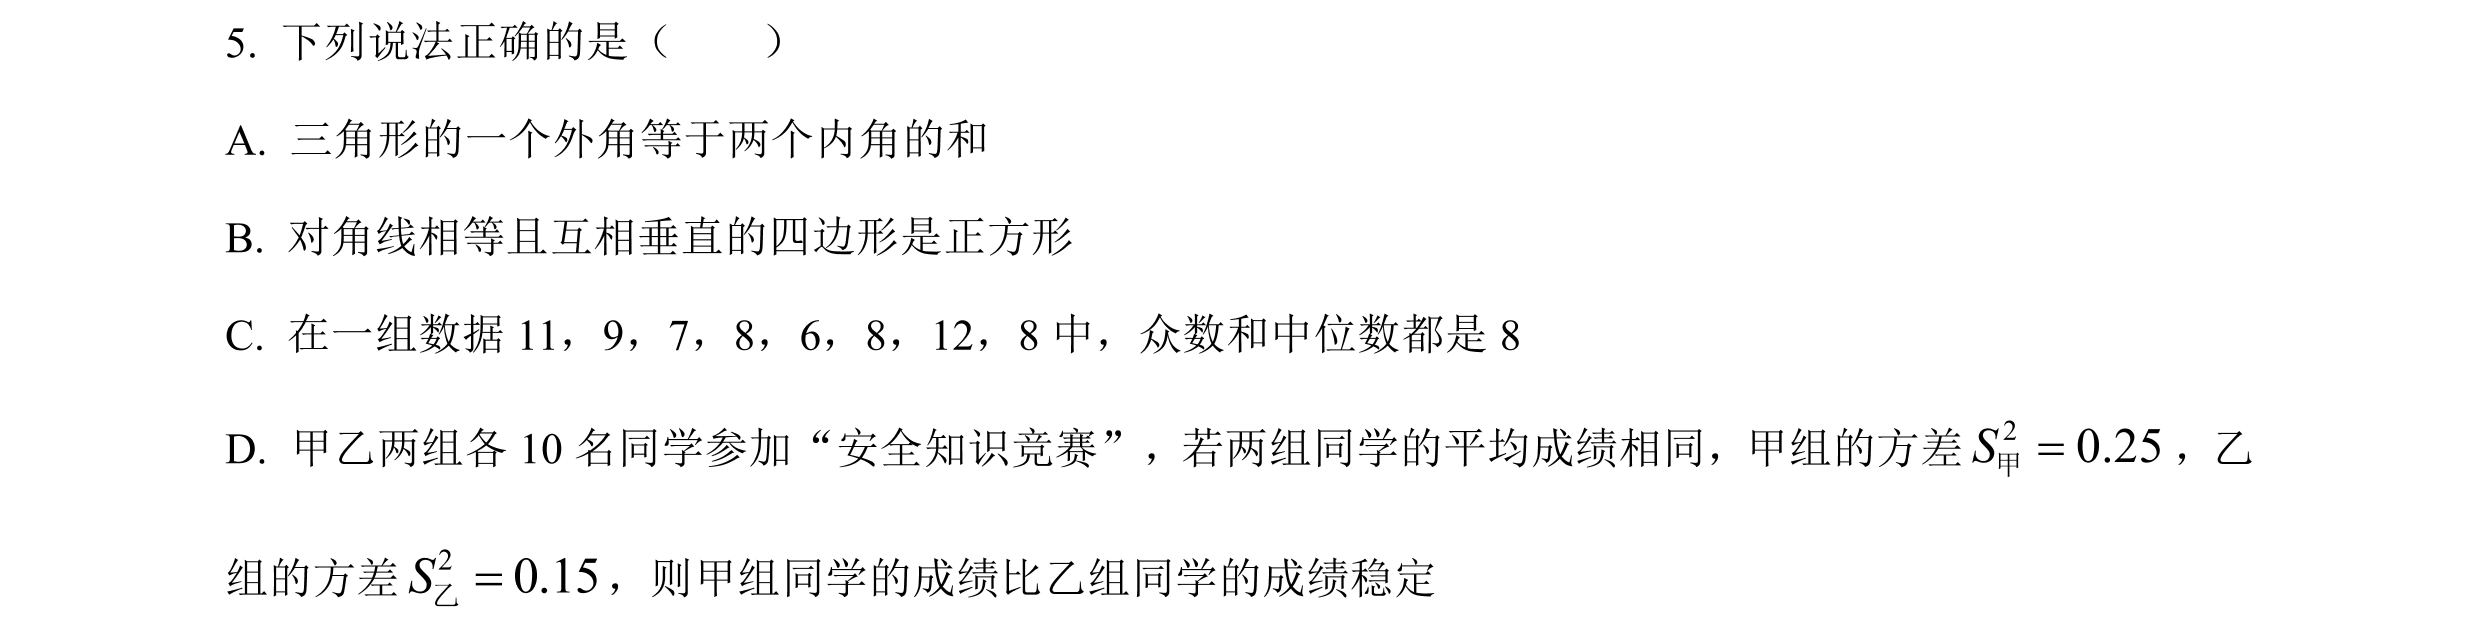 5. 下列说法正确的是（　　）
A. 三角形的一个外角等于两个内角的和
B. 对角线相等且互相垂直的四边形是正方形
C. 在一组数据 11，9，7，8，6，8，12，8 中，众数和中位数都是 8
D. 甲乙两组各 10 名同学参加“安全知识竞赛”，若两组同学的平均成绩相同，甲组的方差 $S_{甲}^{2}=0.25$，乙
组的方差 $S_{乙}^{2}=0.15$，则甲组同学的成绩比乙组同学的成绩稳定